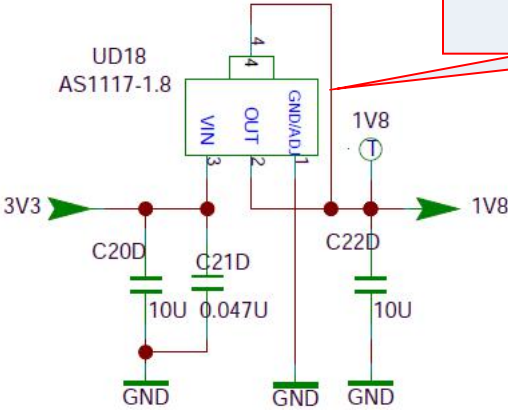 UD18
AS1117-1.8
4
4
VIN
OUT
GND/ADJ
3
2
1
1V8
T
3V3
1V8
C20D
C21D
C22D
10U
0.047U
10U
GND
GND
GND